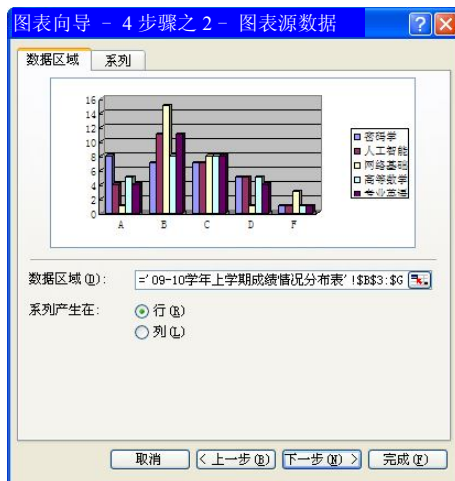 图表向导 - 4 步骤之 2 - 图表源数据
数据区域
系列
16
14
12
10
8
6
4
2
0
A B C D F
密码学
人工智能
网络基础
高等数学
专业英语
数据区域(D):
='09-10学年上学期成绩情况分布表'!$B$3:$G
系列产生在:
行(R)
列(L)
取消
< 上一步(B)
下一步(N) >
完成(F)